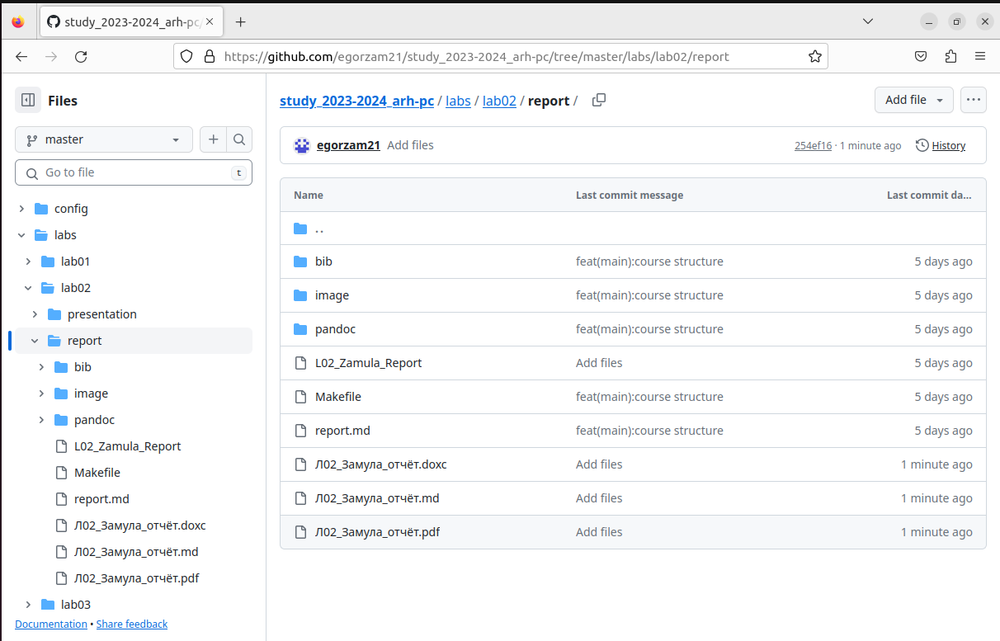 study_2023-2024_arh-pc/
https://github.com/egorzam21/study_2023-2024_arh-pc/tree/master/labs/lab02/report
Files
master
Go to file
t
config
labs
lab01
lab02
presentation
report
bib
image
pandoc
L02_Zamula_Report
Makefile
report.md
Л02_Замула_отчёт.doxc
Л02_Замула_отчёт.md
Л02_Замула_отчёт.pdf
lab03
Documentation • Share feedback
study_2023-2024_arh-pc / labs / lab02 / report /
Add file
egorzam21 Add files
254ef16 · 1 minute ago
History
Name Last commit message Last commit da...
..
bib feat(main):course structure 5 days ago
image feat(main):course structure 5 days ago
pandoc feat(main):course structure 5 days ago
L02_Zamula_Report Add files 5 days ago
Makefile feat(main):course structure 5 days ago
report.md feat(main):course structure 5 days ago
Л02_Замула_отчёт.doxc Add files 1 minute ago
Л02_Замула_отчёт.md Add files 1 minute ago
Л02_Замула_отчёт.pdf Add files 1 minute ago